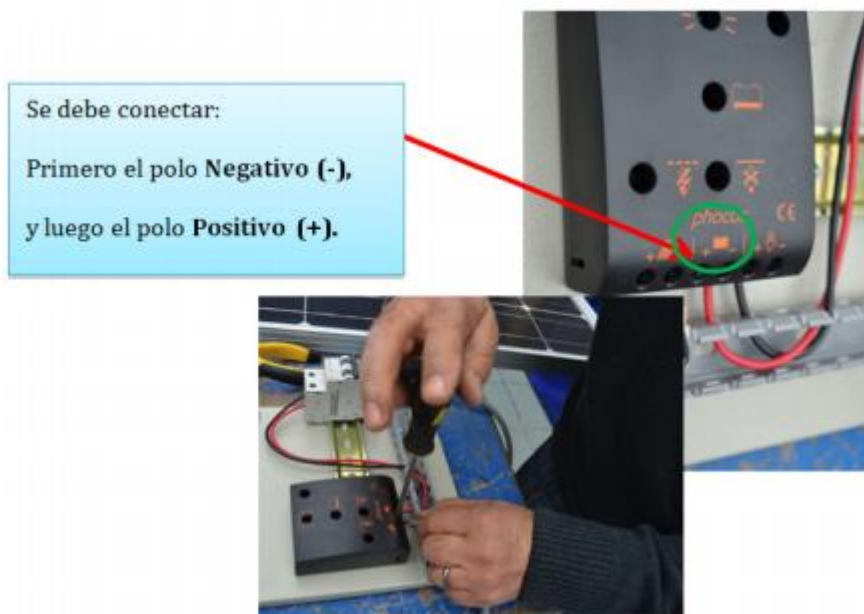 Se debe conectar:
Primero el polo Negativo (-),
y luego el polo Positivo (+).
phocos
CE
+ - | + - | + -